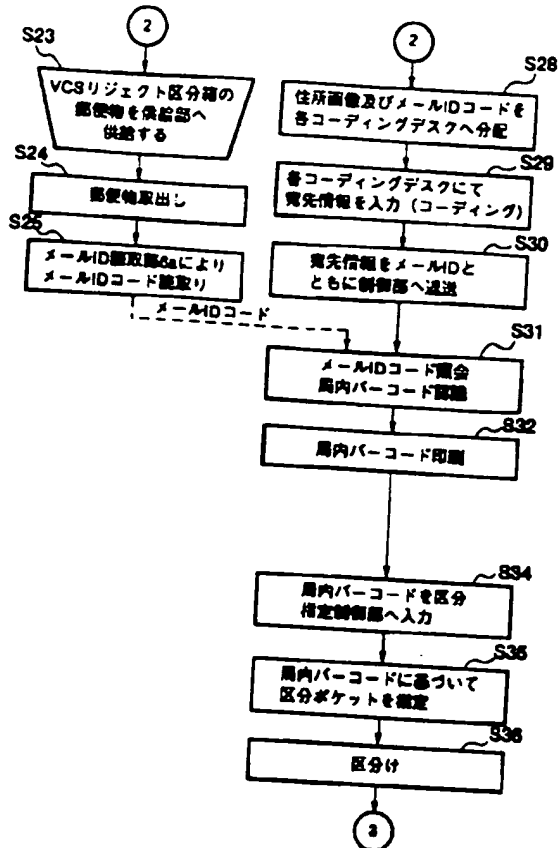 2
S23
VCSリジェクト区分箱の
郵便物を供給部へ
供給する
S24
郵便物取出し
S25
メールID読取部6aにより
メールIDコード読取り
メールIDコード
2
S28
住所画像及びメールIDコードを
各コーディングデスクへ分配
S29
各コーディングデスクにて
宛先情報を入力(コーディング)
S30
宛先情報をメールIDと
ともに制御部へ返送
S31
メールIDコード照会
局内バーコード認識
S32
局内バーコード印刷
S34
局内バーコードを区分
指定制御部へ入力
S35
局内バーコードに基づいて
区分ポケットを指定
S36
区分け
3